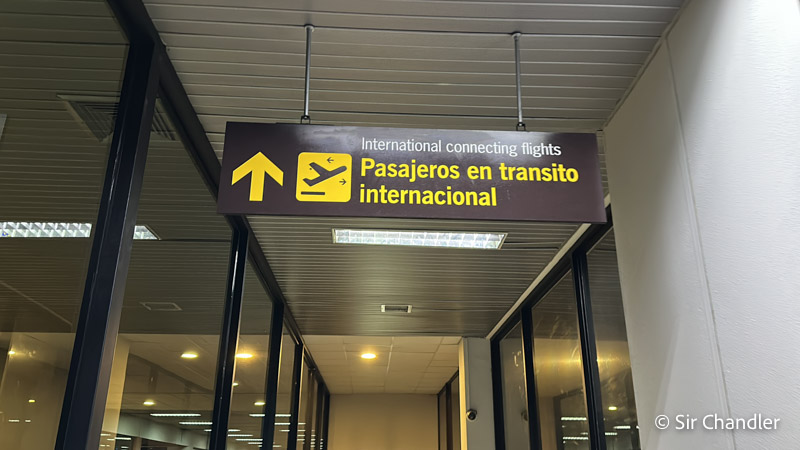 International connecting flights
Pasajeros en transito
internacional
© Sir Chandler